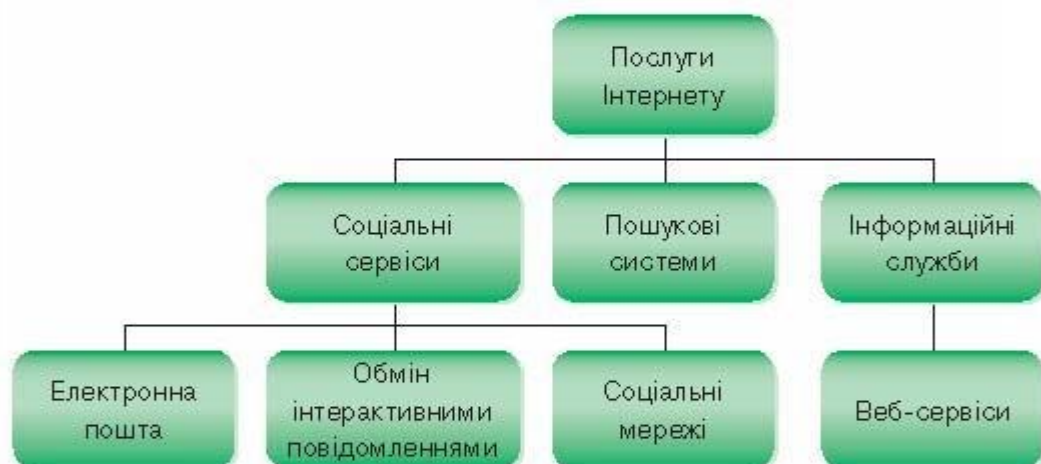 Послуги
Інтернету
Соціальні
сервіси
Пошукові
системи
Інформаційні
служби
Електронна
пошта
Обмін
інтерактивними
повідомленнями
Соціальні
мережі
Веб-сервіси